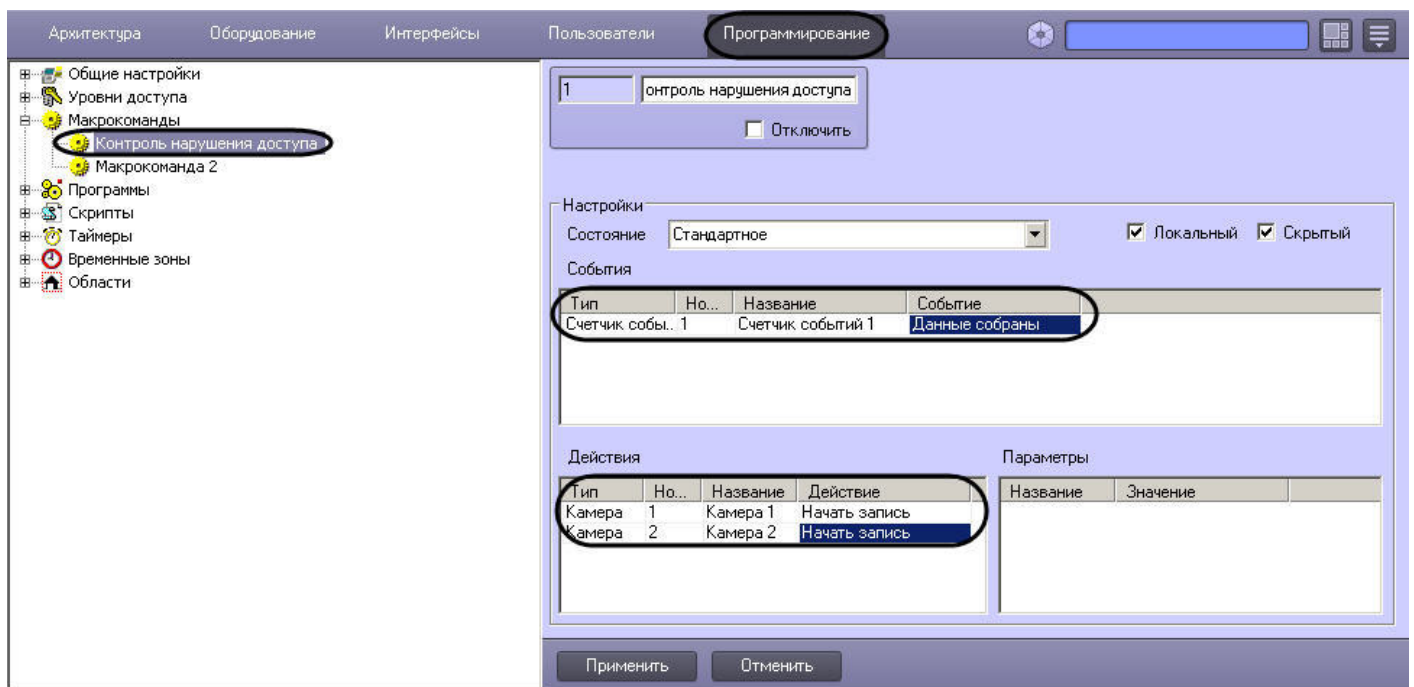 Архитектура Оборудование Интерфейсы Пользователи Программирование
Общие настройки
Уровни доступа
Макрокоманды
Контроль нарушения доступа
Макрокоманда 2
Программы
Скрипты
Таймеры
Временные зоны
Области
1 онтроль нарушения доступа
Отключить
Настройки
Состояние Стандартное Локальный Скрытый
События
Тип Но... Название Событие
Счетчик собы.. 1 Счетчик событий 1 Данные собраны
Действия
Тип Но... Название Действие
Камера 1 Камера 1 Начать запись
Камера 2 Камера 2 Начать запись
Параметры
Название Значение
Применить Отменить